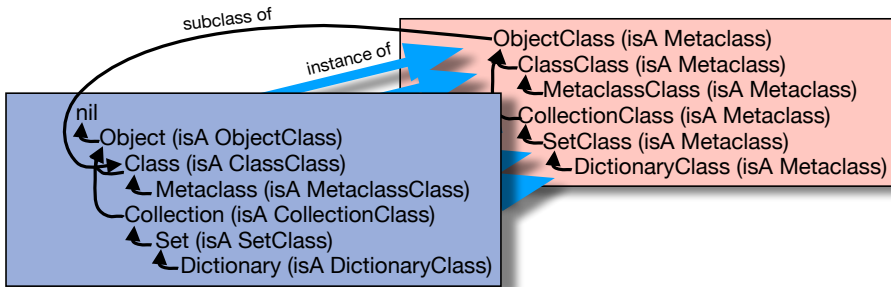 subclass of
instance of
ObjectClass (isA Metaclass)
ClassClass (isA Metaclass)
MetaclassClass (isA Metaclass)
CollectionClass (isA Metaclass)
SetClass (isA Metaclass)
DictionaryClass (isA Metaclass)
nil
Object (isA ObjectClass)
Class (isA ClassClass)
Metaclass (isA MetaclassClass)
Collection (isA CollectionClass)
Set (isA SetClass)
Dictionary (isA DictionaryClass)